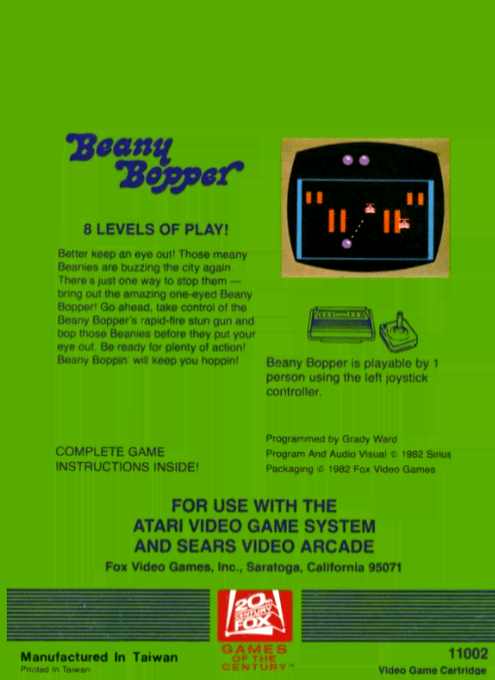 Beany
Bopper
8 LEVELS OF PLAY!
Better keep an eye out! Those meany
Beanies are buzzing the city again.
There's just one way to stop them —
bring out the amazing one-eyed Beany
Bopper! Go ahead, take control of the
Beany Bopper's rapid-fire stun gun and
bop those Beanies before they put your
eye out. Be ready for plenty of action!
Beany Boppin' will keep you hoppin!
Beany Bopper is playable by 1
person using the left joystick
controller.
COMPLETE GAME
INSTRUCTIONS INSIDE!
Programmed by Grady Ward
Program And Audio Visual © 1982 Sirius
Packaging © 1982 Fox Video Games
FOR USE WITH THE
ATARI VIDEO GAME SYSTEM
AND SEARS VIDEO ARCADE
Fox Video Games, Inc., Saratoga, California 95071
20th
CENTURY
FOX
GAMES
OF THE
CENTURY™
Manufactured In Taiwan
Printed In Taiwan
11002
Video Game Cartridge